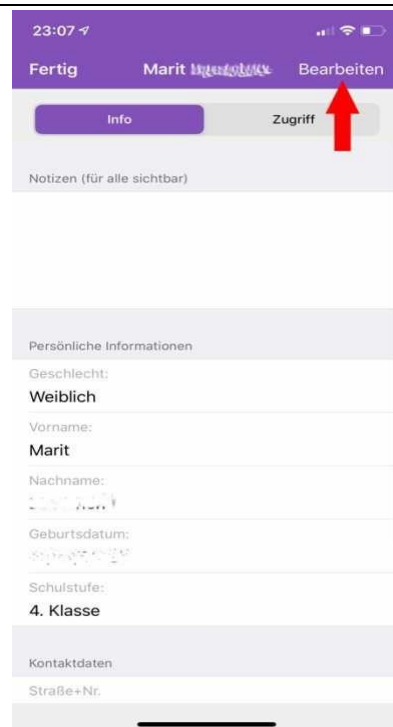 23:07
Fertig Marit Bearbeiten
Info Zugriff
Notizen (für alle sichtbar)
Persönliche Informationen
Geschlecht:
Weiblich
Vorname:
Marit
Nachname:
Geburtsdatum:
Schulstufe:
4. Klasse
Kontaktdaten
Straße+Nr.